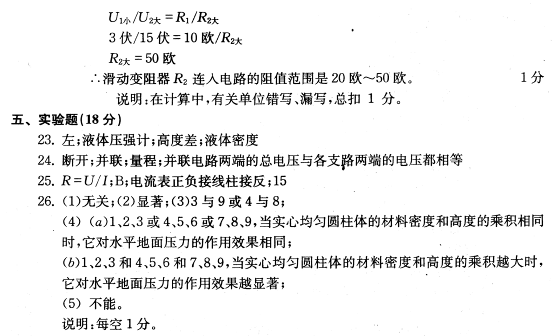 U₁小/U₂大=R₁/R₂大
3伏/15伏=10欧/R₂大
R₂大=50欧
∴滑动变阻器R₂连入电路的阻值范围是20欧～50欧。 1分
说明:在计算中,有关单位错写、漏写,总扣 1 分。
五、实验题(18分)
23. 左;液体压强计;高度差;液体密度
24. 断开;并联;量程;并联电路两端的总电压与各支路两端的电压都相等
25. R=U/I;B;电流表正负接线柱接反;15
26. (1)无关;(2)显著;(3)3与9或4与8;
(4) (a)1、2、3或4、5、6或7、8、9,当实心均匀圆柱体的材料密度和高度的乘积相同
时,它对水平地面压力的作用效果相同;
(b)1、2、3和4、5、6和7、8、9,当实心均匀圆柱体的材料密度和高度的乘积越大时,
它对水平地面压力的作用效果越显著;
(5) 不能。
说明:每空1分。